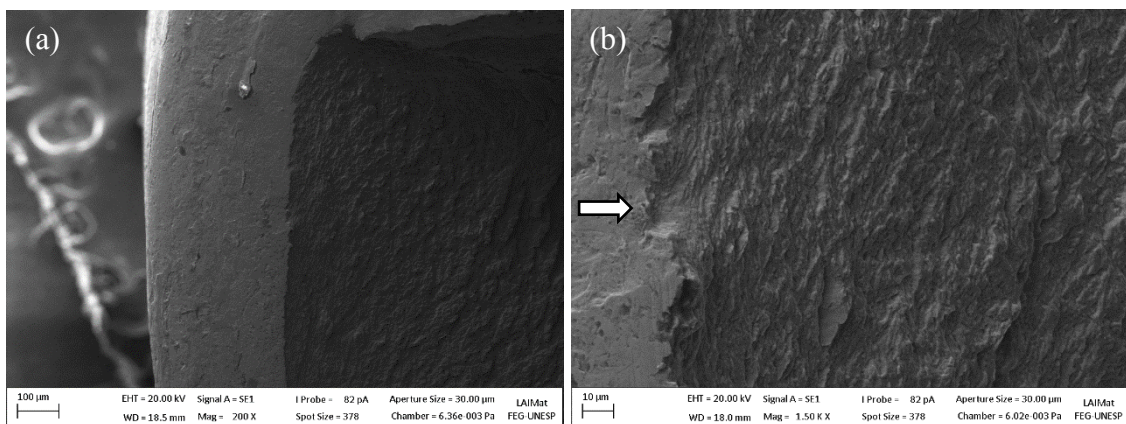 (a)
100 µm
EHT = 20.00 kV Signal A = SE1 I Probe = 82 pA Aperture Size = 30.00 µm LAIMat
WD = 18.5 mm Mag = 200 X Spot Size = 378 Chamber = 6.36e-003 Pa FEG-UNESP
(b)
10 µm
EHT = 20.00 kV Signal A = SE1 I Probe = 82 pA Aperture Size = 30.00 µm LAIMat
WD = 18.0 mm Mag = 1.50 K X Spot Size = 378 Chamber = 6.02e-003 Pa FEG-UNESP